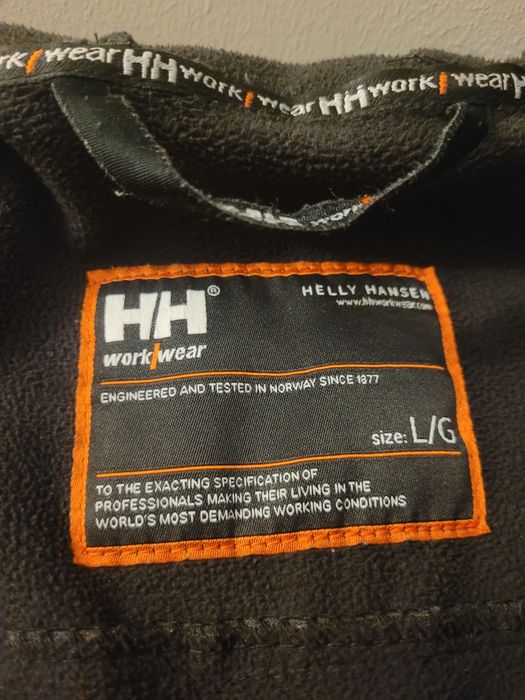 work/wear HH work/wear HH work/wear H
work
HH® HELLY HANSEN
www.hhworkwear.com
work/wear
ENGINEERED AND TESTED IN NORWAY SINCE 1877
size: L/G
TO THE EXACTING SPECIFICATION OF
PROFESSIONALS MAKING THEIR LIVING IN THE
WORLD'S MOST DEMANDING WORKING CONDITIONS